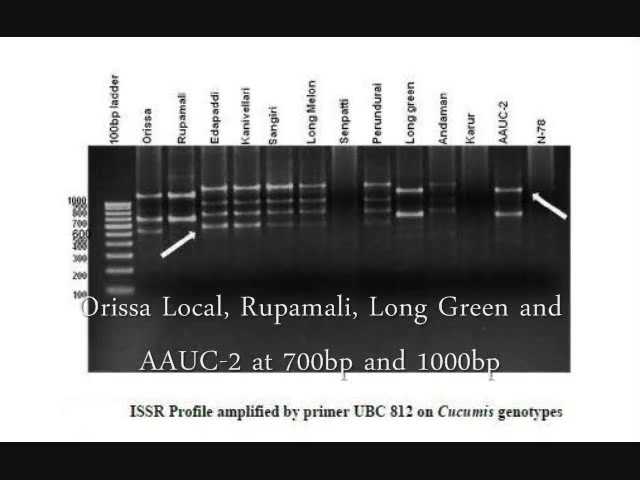 100bp ladder
Orissa
Rupamali
Edapaddi
Kanivellari
Sangiri
Long Melon
Senpatti
Perundurai
Long green
Andaman
Karur
AAUC-2
N-78
1000
900
800
700
600
500
400
300
200
100
Orissa Local, Rupamali, Long Green and
AAUC-2 at 700bp and 1000bp
ISSR Profile amplified by primer UBC 812 on Cucumis genotypes